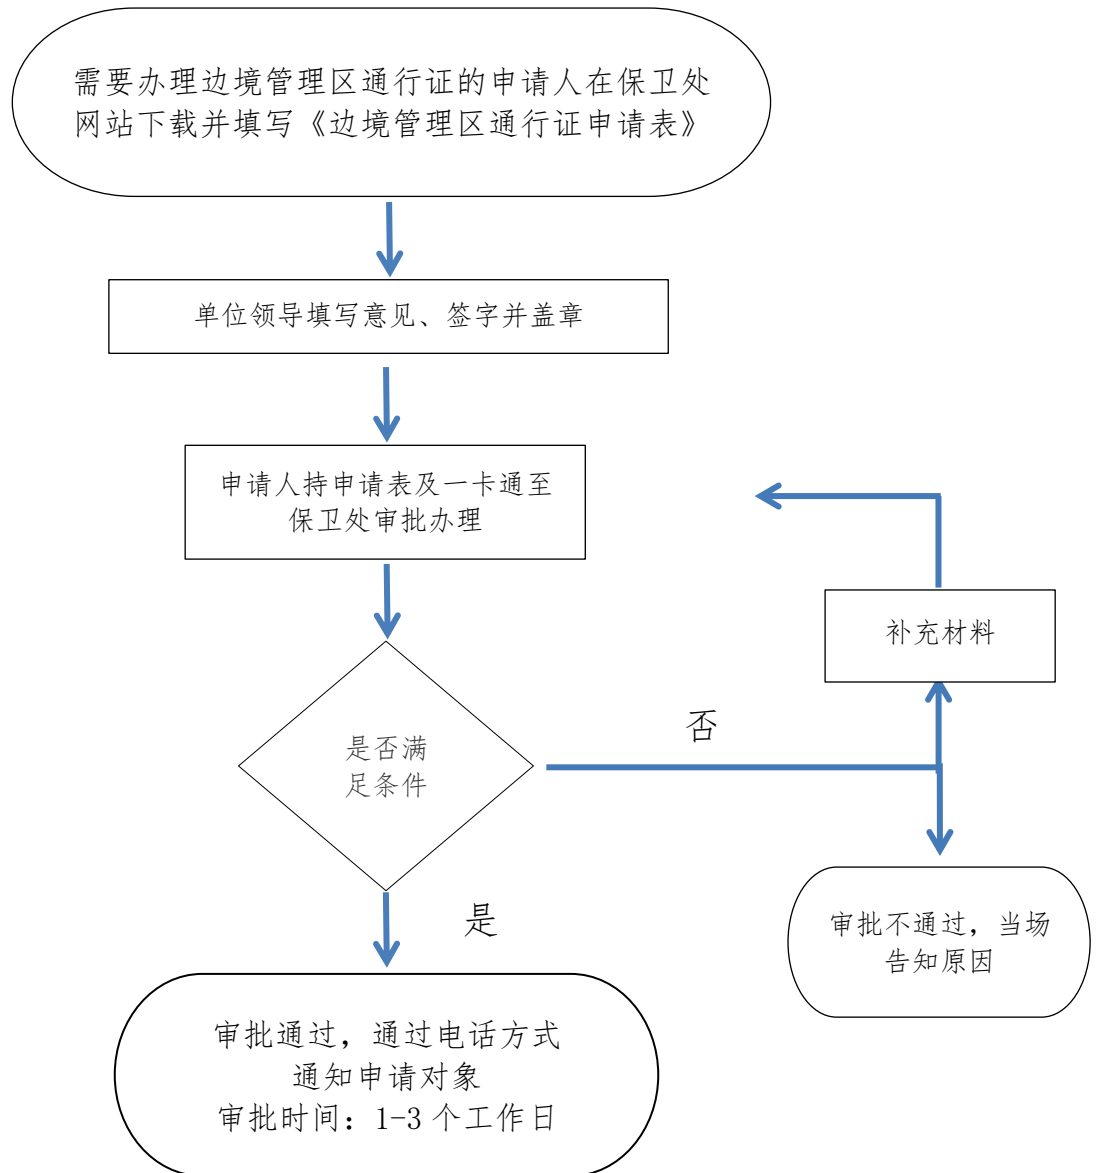 需要办理边境管理区通行证的申请人在保卫处
网站下载并填写《边境管理区通行证申请表》
单位领导填写意见、签字并盖章
申请人持申请表及一卡通至
保卫处审批办理
补充材料
否
是否满
足条件
是
审批不通过，当场
告知原因
审批通过，通过电话方式
通知申请对象
审批时间：1-3 个工作日